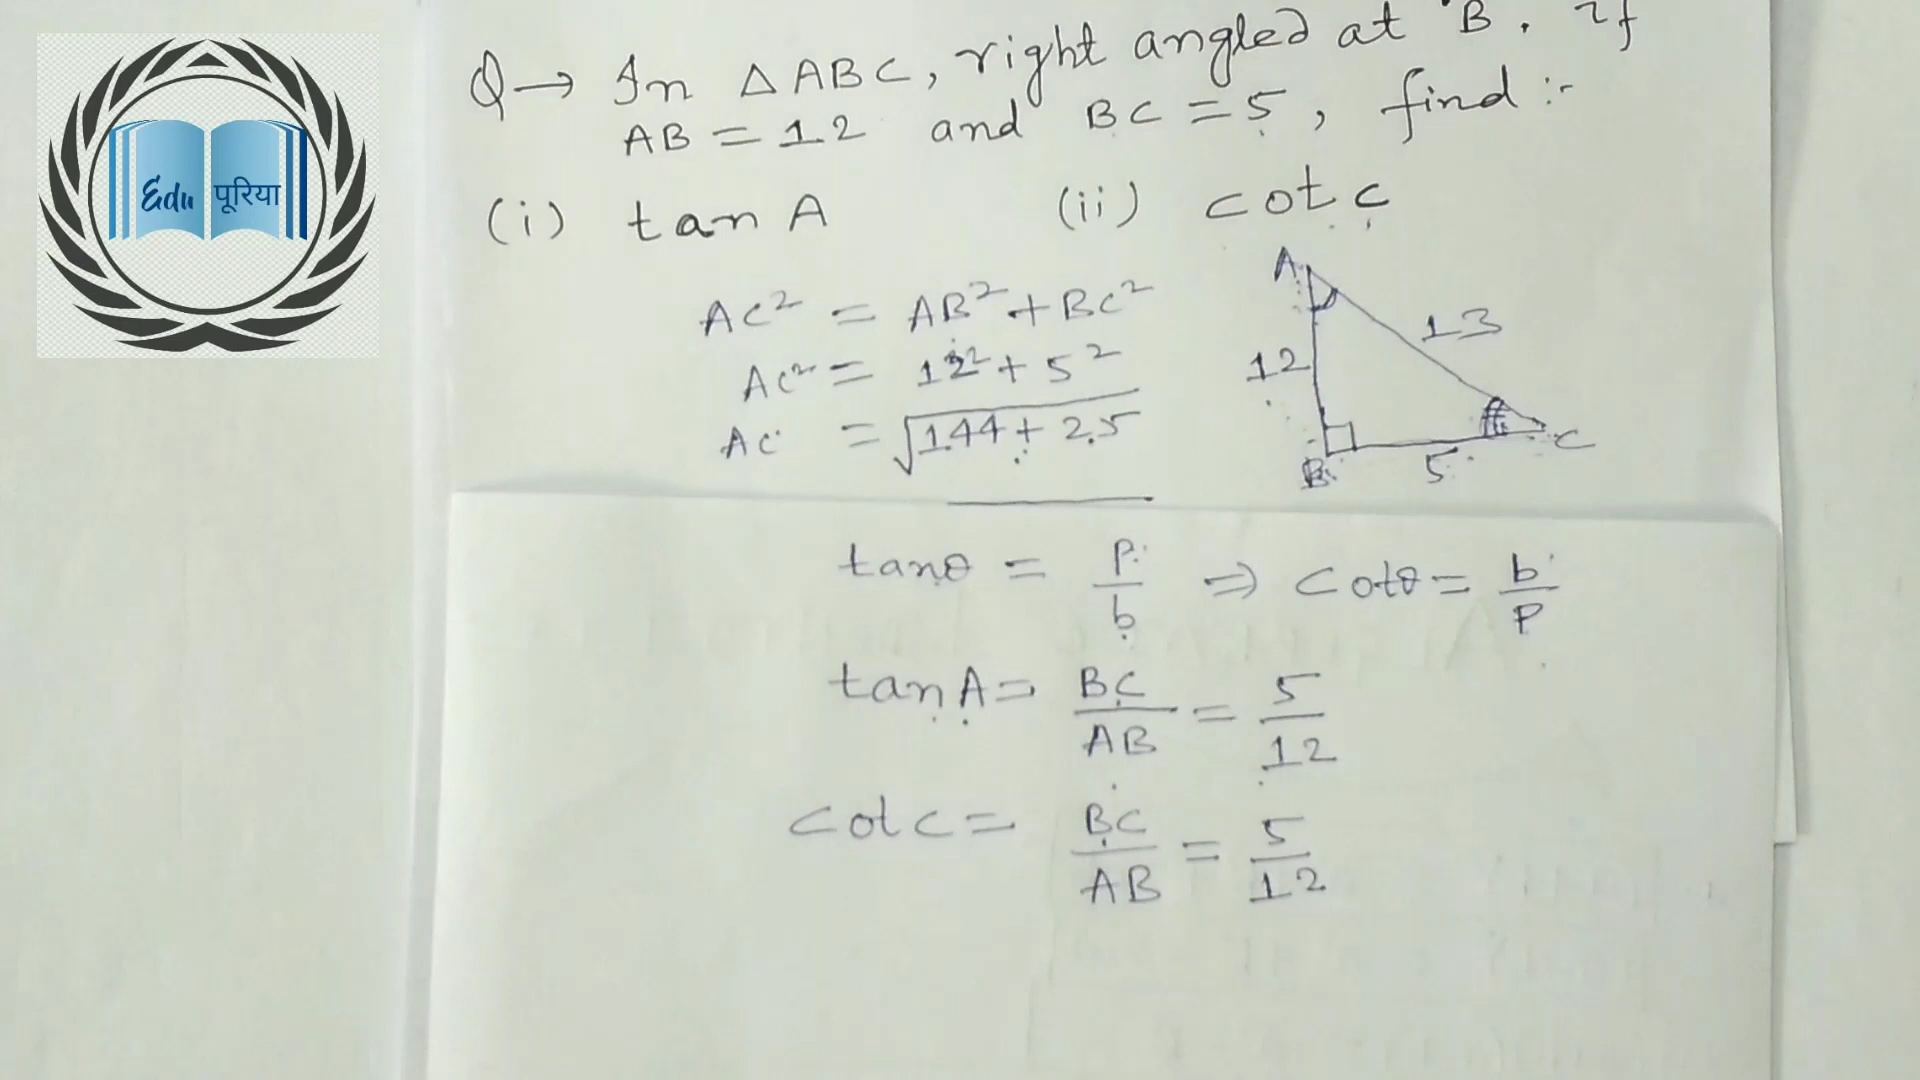 Edu पूरिया
Q→ In △ABC, right angled at B. If
AB = 12 and BC = 5, find :-
(i) tan A (ii) cot C
AC² = AB² + BC²
AC² = 12² + 5²
AC = √144 + 25
A
13
12
B
5
C
tanθ = p/b ⇒ cotθ = b/p
tan A = BC/AB = 5/12
cot C = BC/AB = 5/12